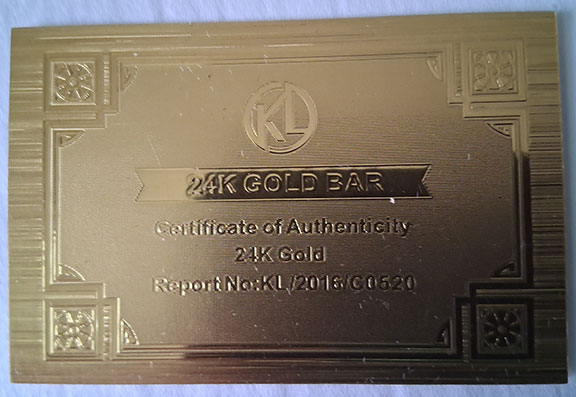 KL
24K GOLD BAR
Certificate of Authenticity
24K Gold
Report No:KL/2016/C0520